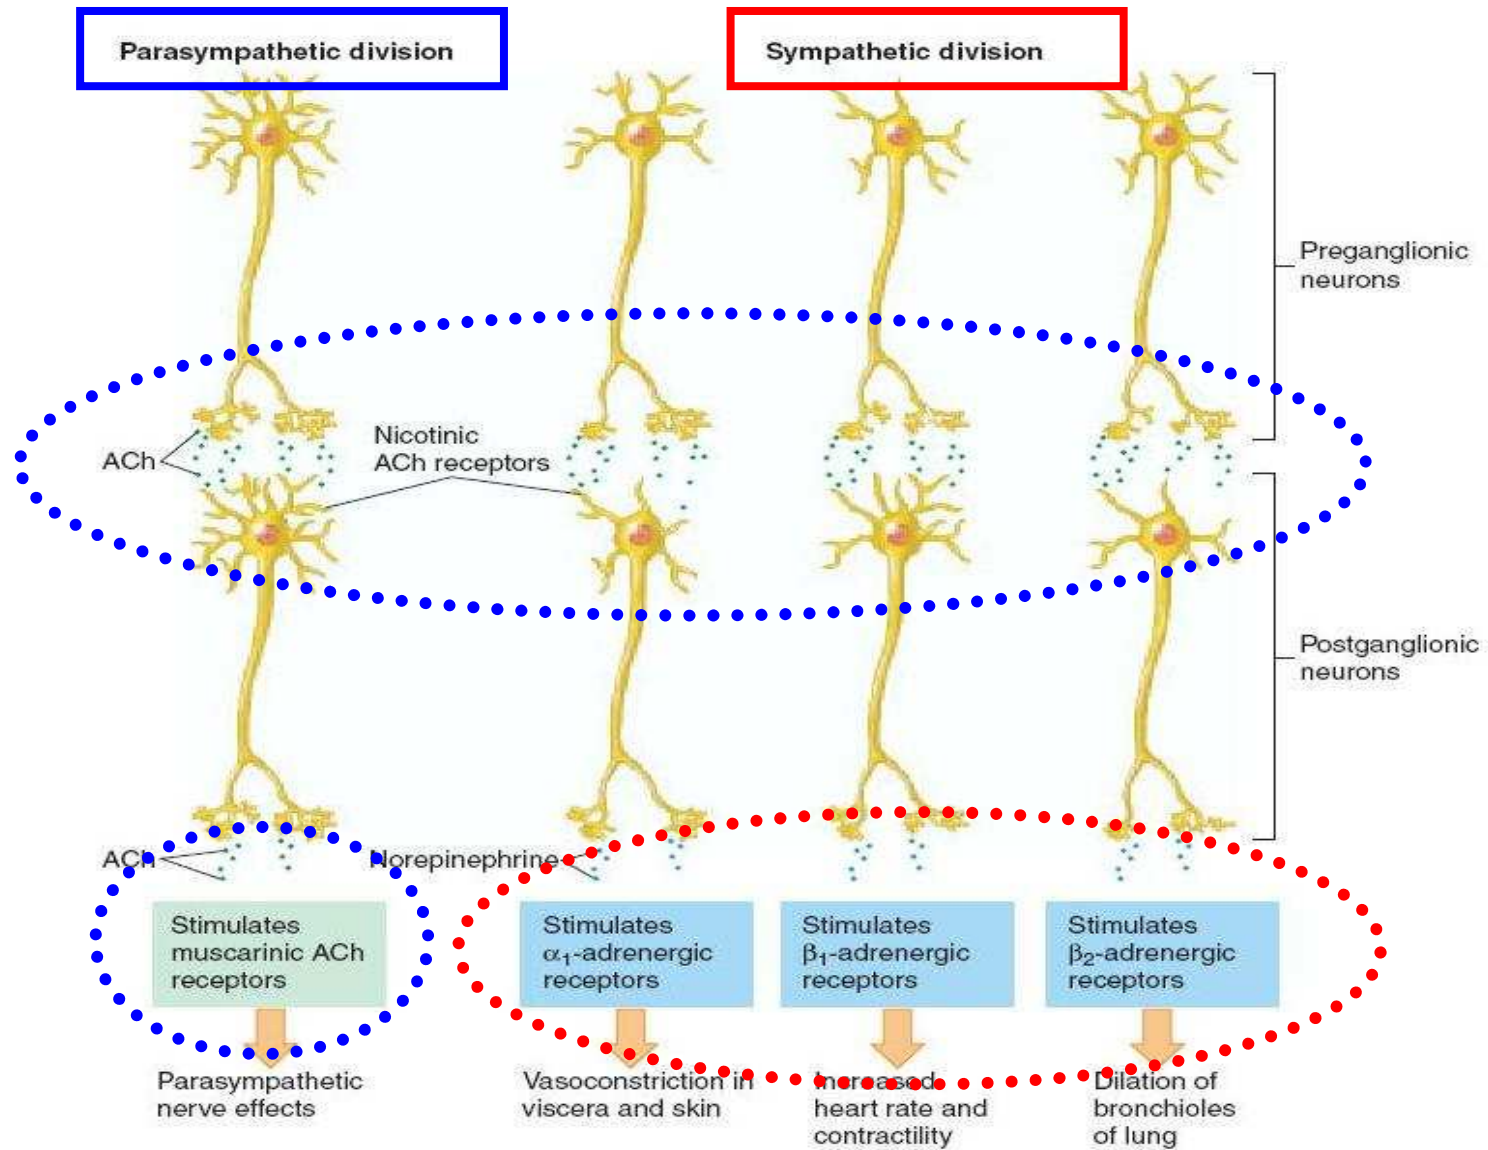 Parasympathetic division
Sympathetic division
Preganglionic
neurons
Nicotinic
ACh receptors
ACh
Postganglionic
neurons
ACh
Norepinephrine
Stimulates
muscarinic ACh
receptors
Stimulates
α₁-adrenergic
receptors
Stimulates
β₁-adrenergic
receptors
Stimulates
β₂-adrenergic
receptors
Parasympathetic
nerve effects
Vasoconstriction in
viscera and skin
Increased
heart rate and
contractility
Dilation of
bronchioles
of lung